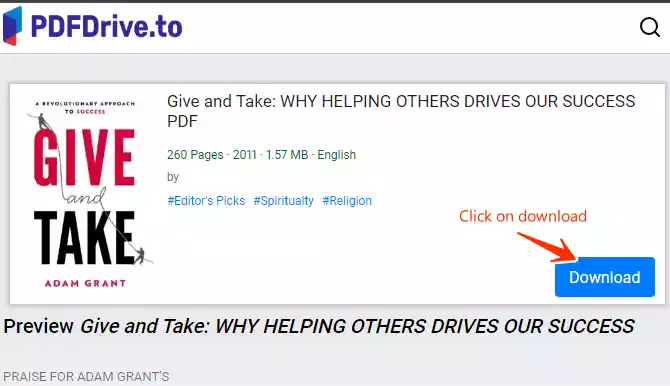 PDFDrive.to
A REVOLUTIONARY APPROACH
TO SUCCESS
GIVE
and
TAKE
ADAM GRANT
Give and Take: WHY HELPING OTHERS DRIVES OUR SUCCESS
PDF
260 Pages · 2011 · 1.57 MB · English
by
#Editor's Picks #Spiritualty #Religion
Click on download
Download
Preview Give and Take: WHY HELPING OTHERS DRIVES OUR SUCCESS
PRAISE FOR ADAM GRANT'S